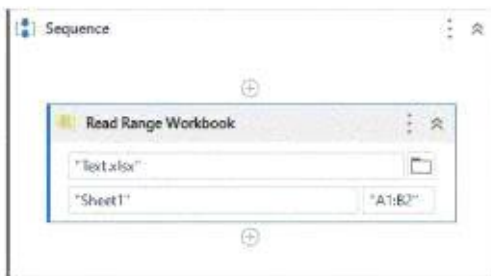 Sequence
Read Range Workbook
"Text.xlsx"
"Sheet1" "A1:B2"